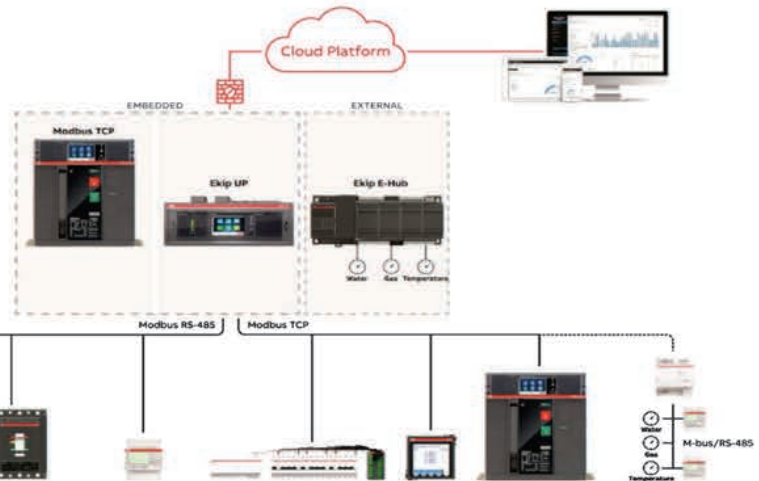 Cloud Platform
EMBEDDED
EXTERNAL
Modbus TCP
Ekip UP
Ekip E-Hub
Water
Gas
Temperature
Modbus RS-485
Modbus TCP
Water
Gas
Temperature
M-bus/RS-485